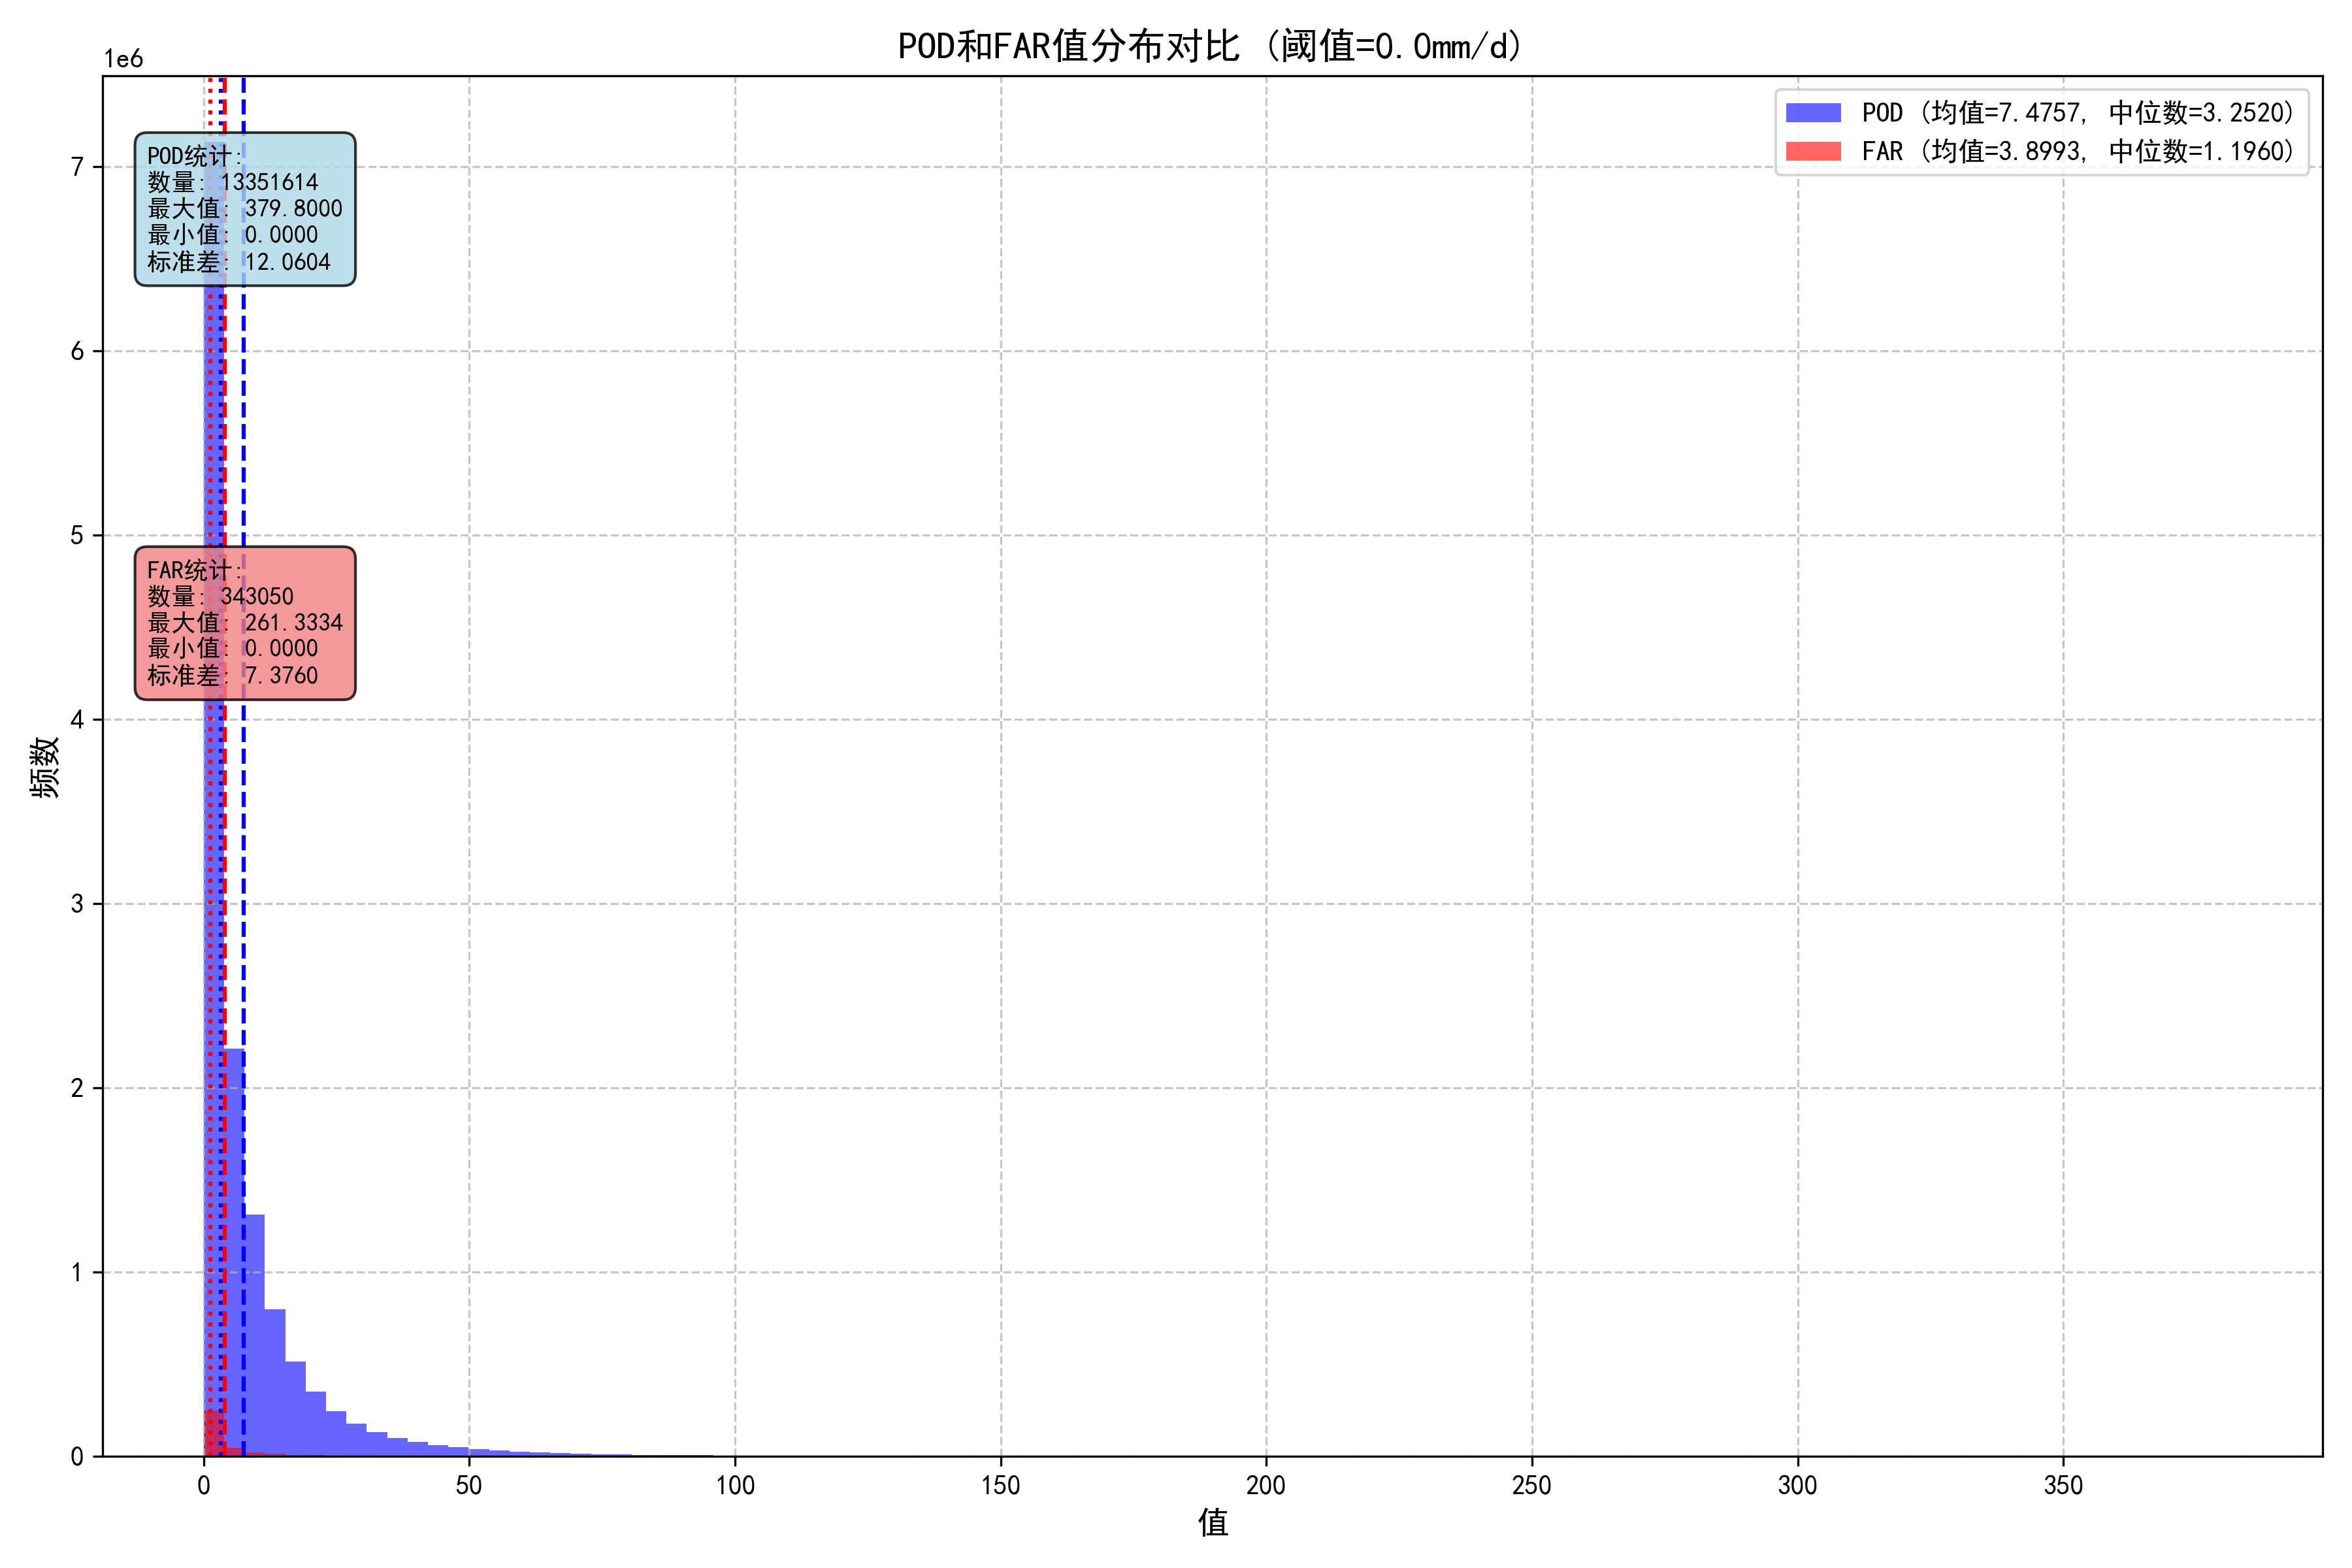 POD和FAR值分布对比 (阈值=0.0mm/d)
1e6
POD (均值=7.4757, 中位数=3.2520)
FAR (均值=3.8993, 中位数=1.1960)
POD统计:
数量: 13351614
最大值: 379.8000
最小值: 0.0000
标准差: 12.0604
FAR统计:
数量: 343050
最大值: 261.3334
最小值: 0.0000
标准差: 7.3760
频数
7
6
5
4
3
2
1
0
0 50 100 150 200 250 300 350
值